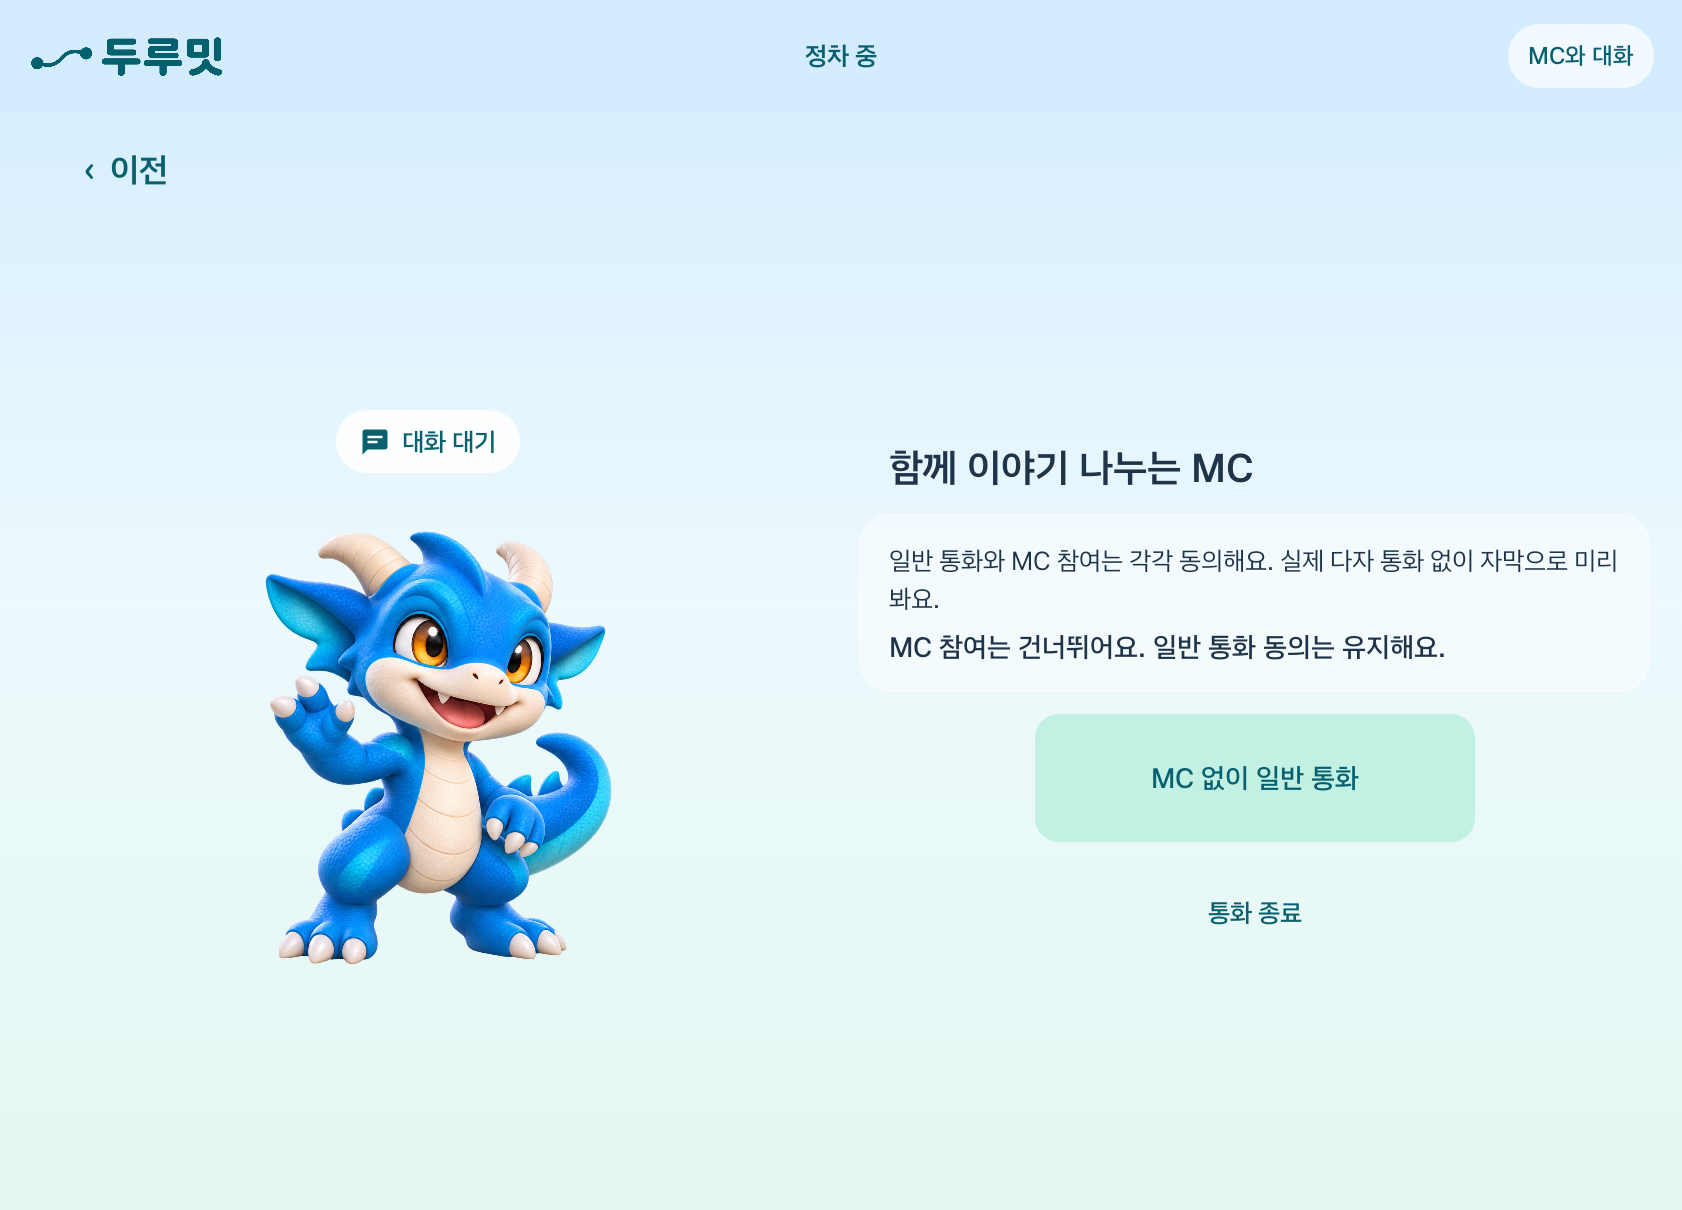 두루밋
정차 중
MC와 대화
이전
대화 대기
함께 이야기 나누는 MC
일반 통화와 MC 참여는 각각 동의해요. 실제 다자 통화 없이 자막으로 미리
봐요.
MC 참여는 건너뛰어요. 일반 통화 동의는 유지해요.
MC 없이 일반 통화
통화 종료